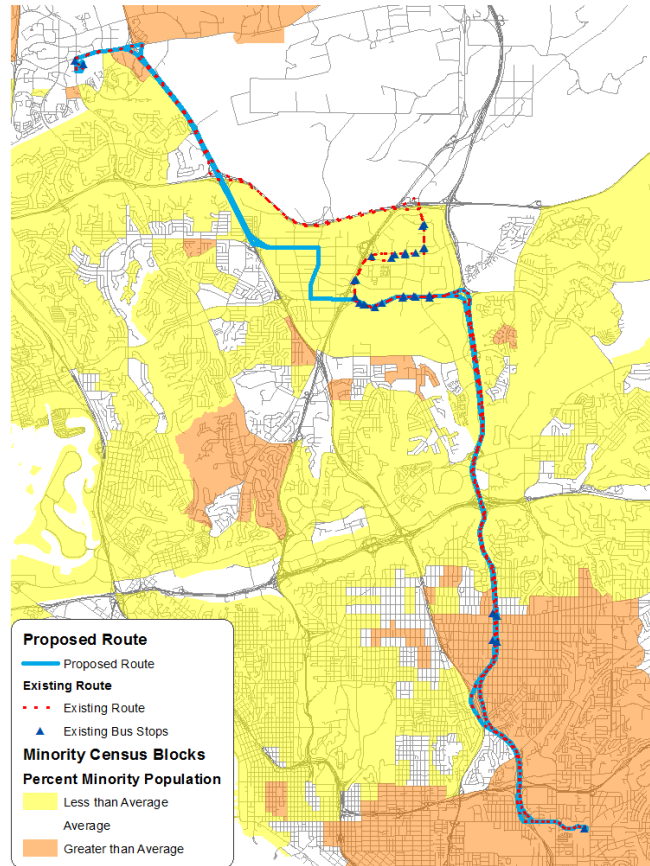 Proposed Route
Proposed Route
Existing Route
Existing Route
Existing Bus Stops
Minority Census Blocks
Percent Minority Population
Less than Average
Average
Greater than Average